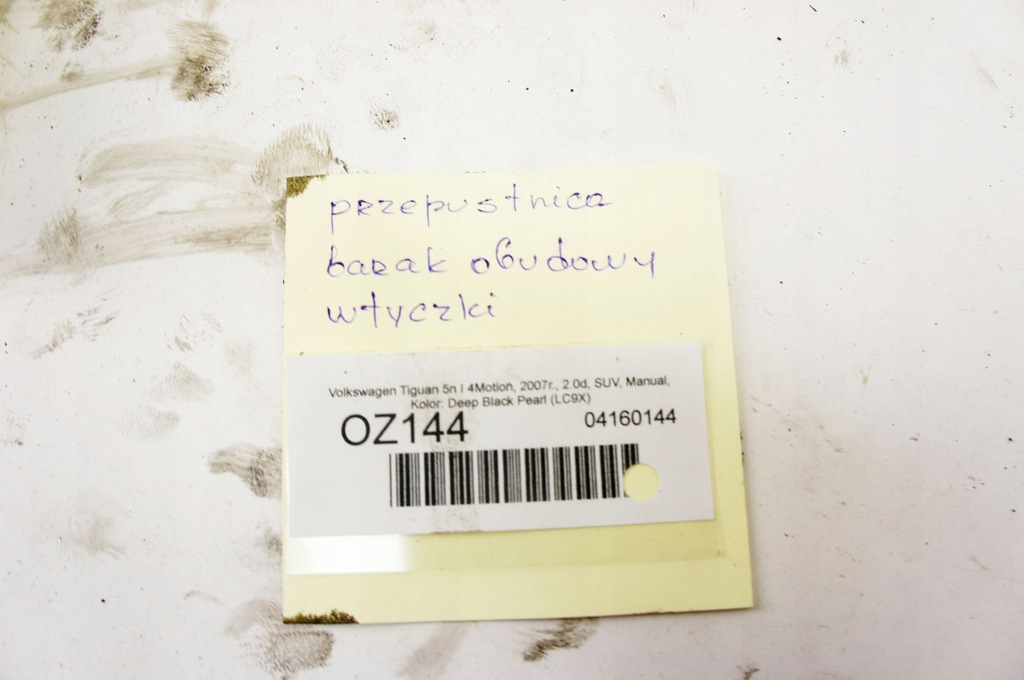 przepustnica
barak obudowy
wtyczki
Volkswagen Tiguan 5n I 4Motion, 2007r., 2.0d, SUV, Manual,
Kolor: Deep Black Pearl (LC9X)
OZ144 04160144